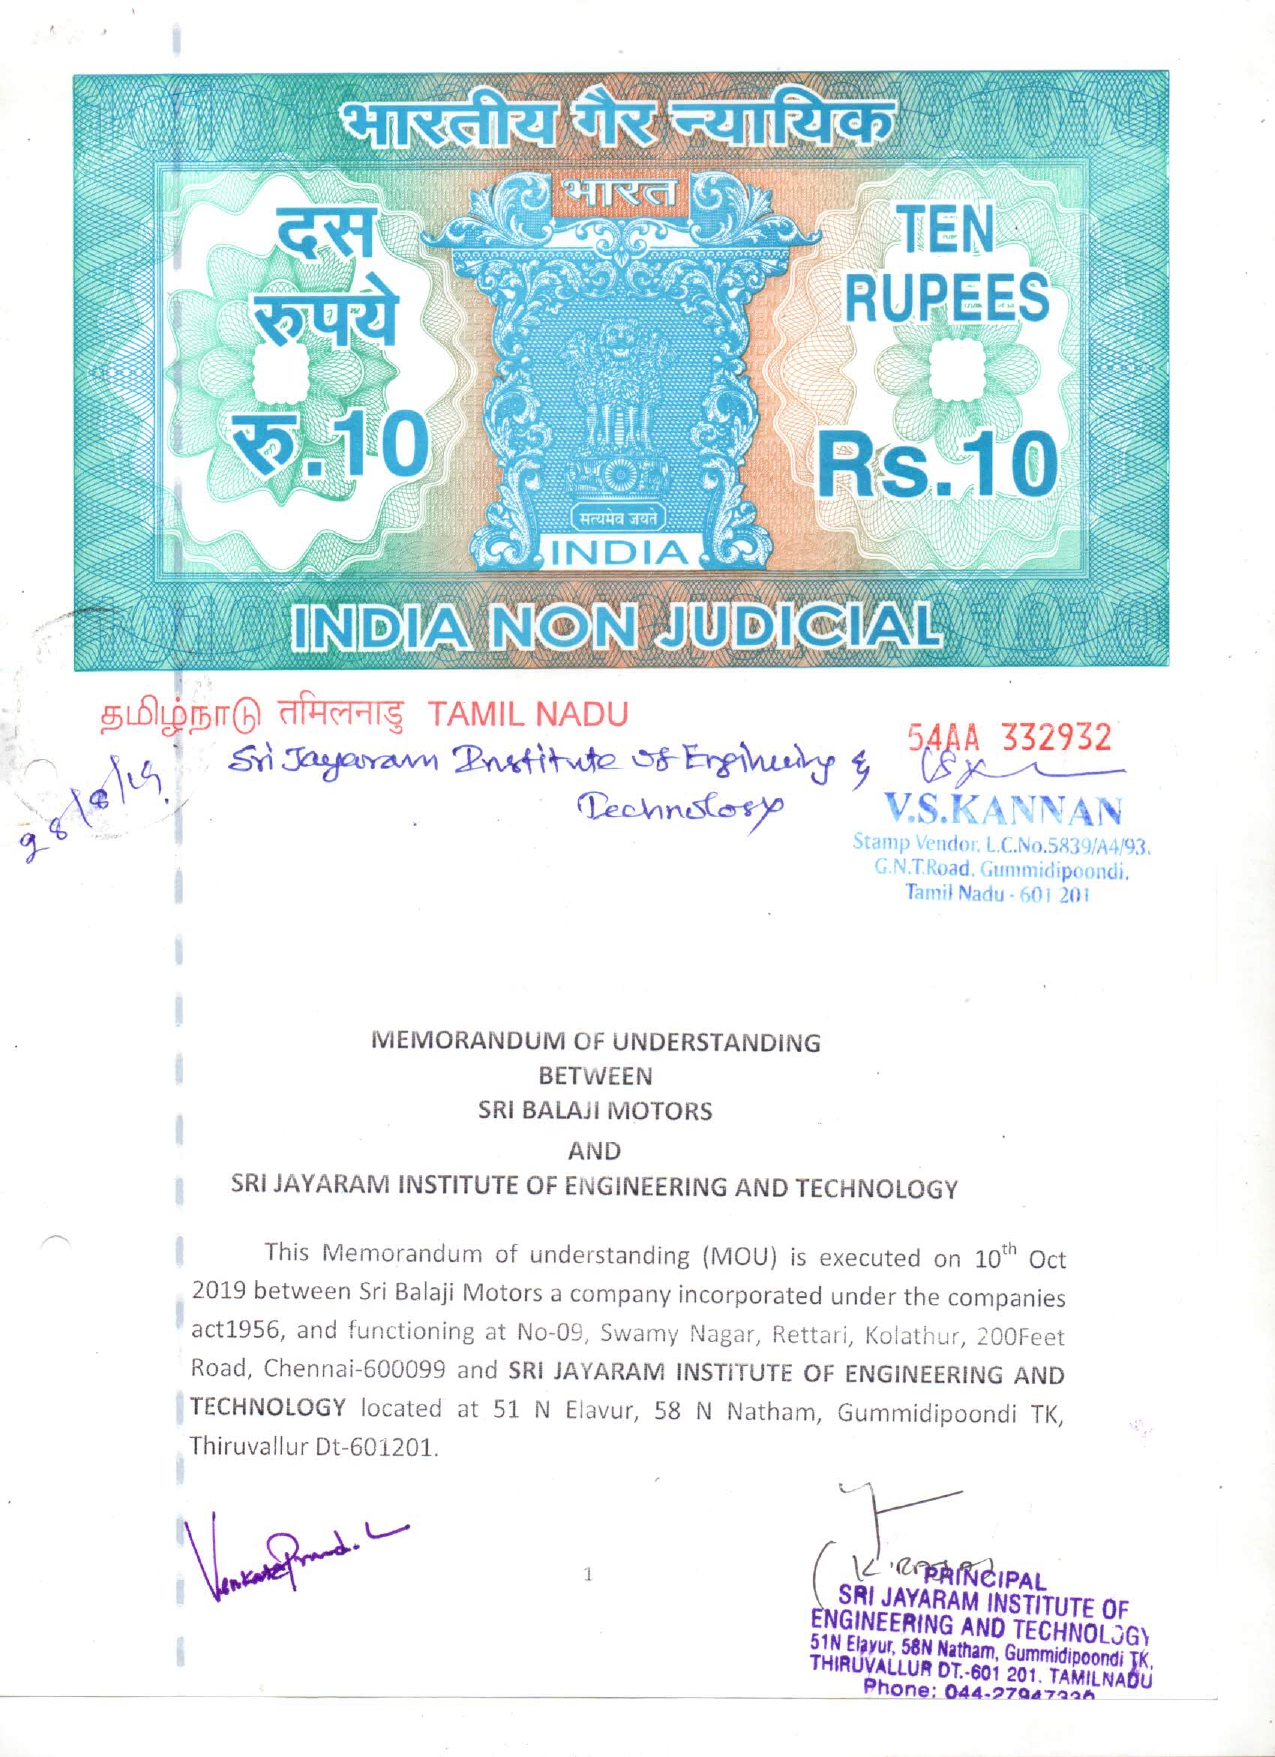 भारतीय गैर न्यायिक
भारत
दस
रुपये
रु.10
TEN
RUPEES
Rs.10
सत्यमेव जयते
INDIA
INDIA NON JUDICIAL
தமிழ்நாடு तमिलनाडु TAMIL NADU
54AA 332932
28/8/19.
Sri Jayaram Institute of Engineering &
Technology
V.S.KANNAN
Stamp Vendor. L.C.No.5839/A4/93.
G.N.T.Road. Gummidipoondi,
Tamil Nadu - 601 201
MEMORANDUM OF UNDERSTANDING
BETWEEN
SRI BALAJI MOTORS
AND
SRI JAYARAM INSTITUTE OF ENGINEERING AND TECHNOLOGY
This Memorandum of understanding (MOU) is executed on 10th Oct
2019 between Sri Balaji Motors a company incorporated under the companies
act1956, and functioning at No-09, Swamy Nagar, Rettari, Kolathur, 200Feet
Road, Chennai-600099 and SRI JAYARAM INSTITUTE OF ENGINEERING AND
TECHNOLOGY located at 51 N Elavur, 58 N Natham, Gummidipoondi TK,
Thiruvallur Dt-601201.
1
PRINCIPAL
SRI JAYARAM INSTITUTE OF
ENGINEERING AND TECHNOLOGY
51N Elavur, 58N Natham, Gummidipoondi TK,
THIRUVALLUR DT.-601 201. TAMILNADU
Phone: 044-27947330